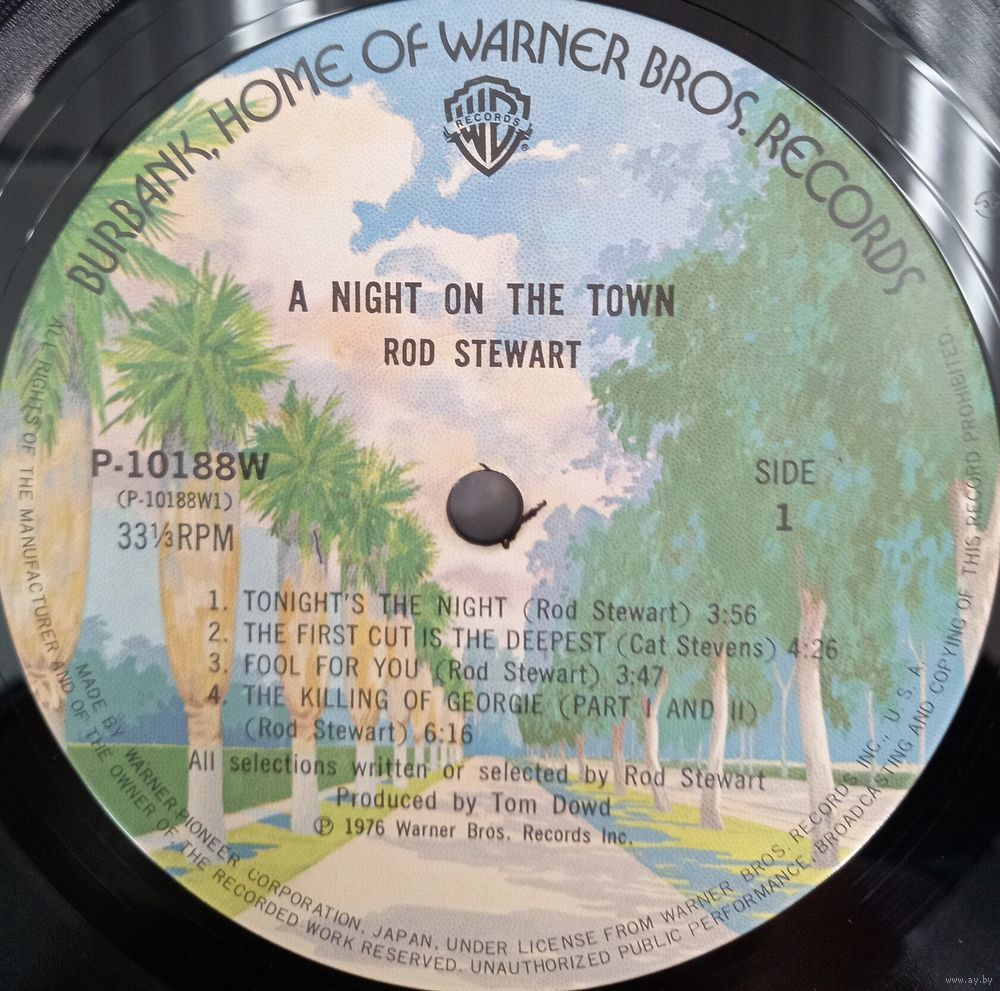 BURBANK, HOME OF WARNER BROS. RECORDS
WB
RECORDS
®
A NIGHT ON THE TOWN
ROD STEWART
P-10188W
(P-10188W1)
33⅓RPM
SIDE
1
1. TONIGHT'S THE NIGHT (Rod Stewart) 3:56
2. THE FIRST CUT IS THE DEEPEST (Cat Stevens) 4:26
3. FOOL FOR YOU (Rod Stewart) 3:47
4. THE KILLING OF GEORGIE (PART I AND II)
(Rod Stewart) 6:16
All selections written or selected by Rod Stewart
Produced by Tom Dowd
℗ 1976 Warner Bros. Records Inc.
MADE BY WARNER-PIONEER CORPORATION, JAPAN, UNDER LICENSE FROM WARNER BROS. RECORDS INC., U.S.A.
ALL RIGHTS OF THE MANUFACTURER AND OF THE OWNER OF THE RECORDED WORK RESERVED. UNAUTHORIZED PUBLIC PERFORMANCE, BROADCASTING AND COPYING OF THIS RECORD PROHIBITED.
www.ay.by